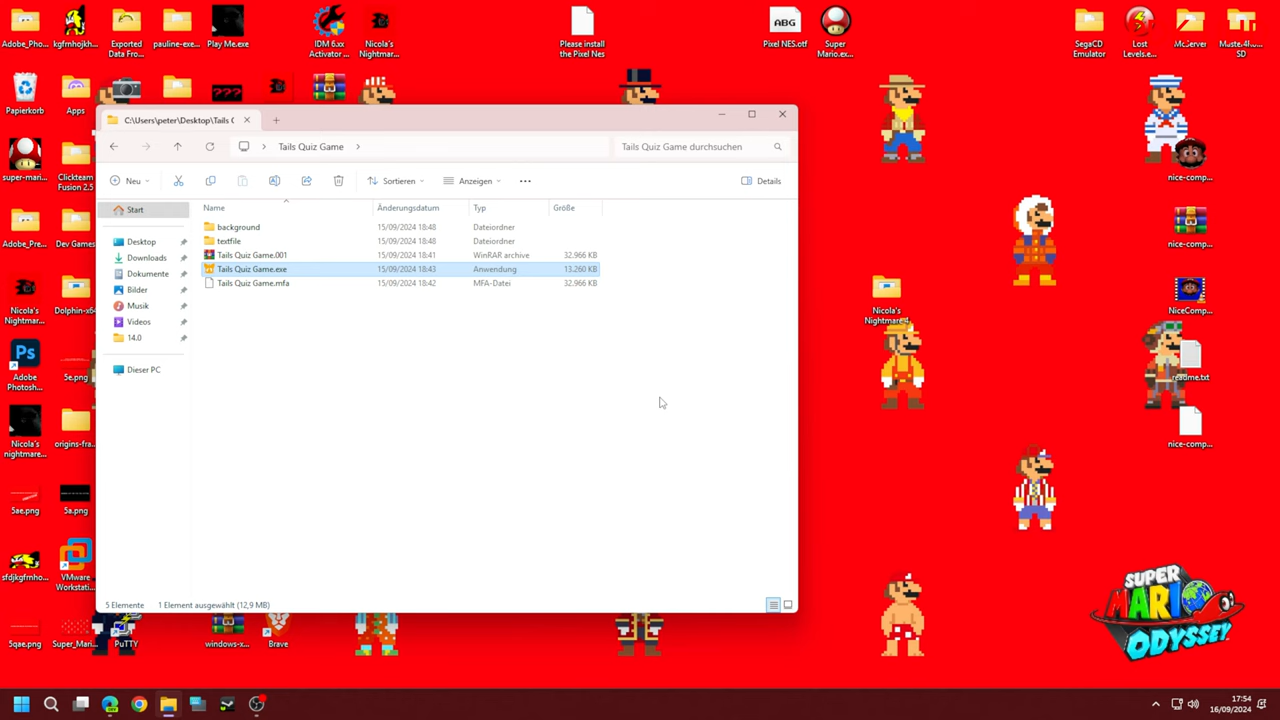 Adobe_Pho...
kgfrnhojkh...
Exported
Data Fro...
pauline-exe...
Play Me.exe
IDM 6.xx
Activator ...
Nicola's
Nightmar...
Please install
the Pixel Nes
ABG
Pixel NES.otf
Super
Mario.e...
SegaCD
Emulator
Lost
Levels.e...
McServer
SD
Papierkorb
Apps
???
super-mari...
Clickteam
Fusion 2.5
Adobe_Pre...
Dev Games
Nicola's
Nightmar...
Dolphin-x64
Ps
Adobe
Photosh...
5e.png
Nicola's
nightmare...
origins-fra...
5ae.png
5a.png
sfdjkgfmho...
VMware
Workstati...
5qae.png
Super_Mari...
PuTTY
windows-x...
Brave
C:\Users\peter\Desktop\Tails Q
Tails Quiz Game
Tails Quiz Game durchsuchen
Neu
Sortieren
Anzeigen
Details
Start
Desktop
Downloads
Dokumente
Bilder
Musik
Videos
14.0
Dieser PC
Name Änderungsdatum Typ Größe
background 15/09/2024 18:48 Dateiordner
textfile 15/09/2024 18:48 Dateiordner
Tails Quiz Game.001 15/09/2024 18:41 WinRAR archive 32.966 KB
Tails Quiz Game.exe 15/09/2024 18:43 Anwendung 13.260 KB
Tails Quiz Game.mfa 15/09/2024 18:42 MFA-Datei 32.966 KB
5 Elemente 1 Element ausgewählt (12,9 MB)
nice-comp...
nice-comp...
Nicola's
Nightmare 4
NiceComp...
readme.txt
nice-comp...
SUPER
MARIO
ODYSSEY
17:54
16/09/2024